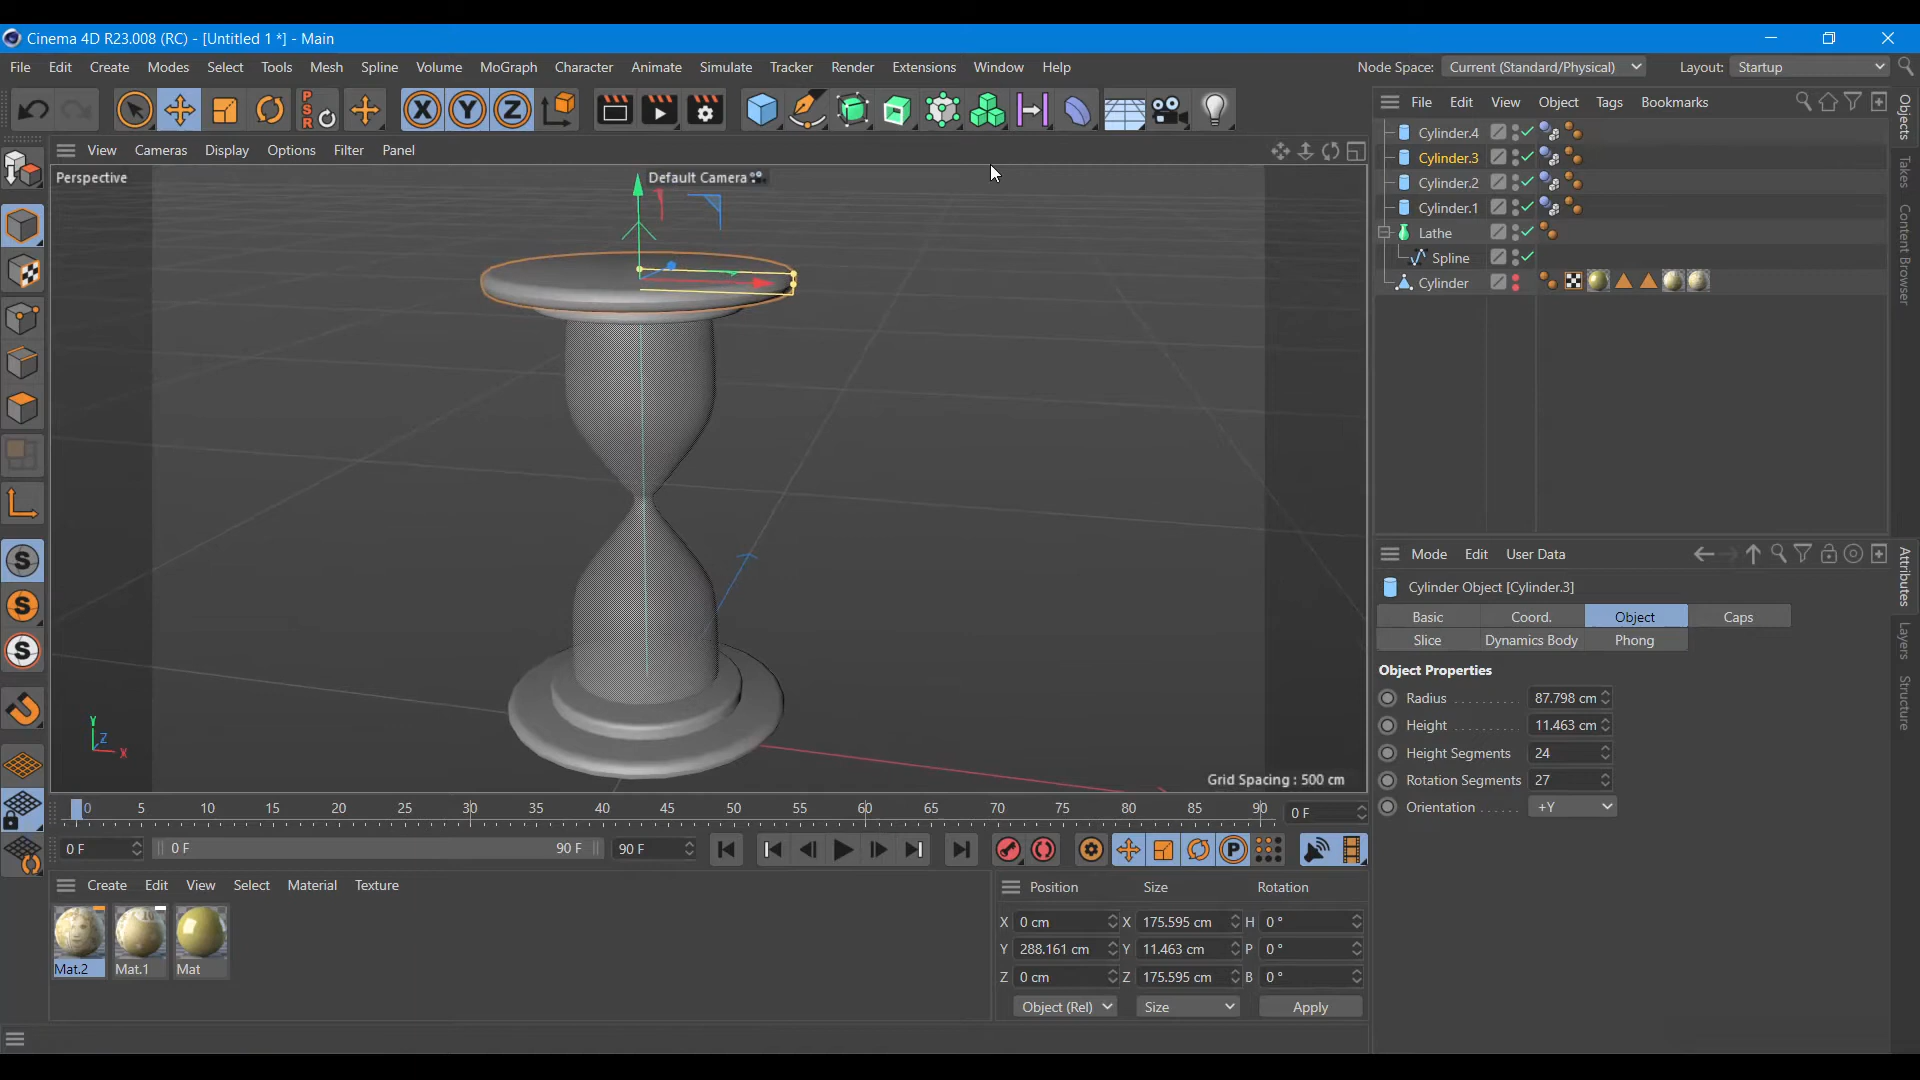 Cinema 4D R23.008 (RC) - [Untitled 1 *] - Main
File Edit Create Modes Select Tools Mesh Spline Volume MoGraph Character Animate Simulate Tracker Render Extensions Window Help Node Space: Current (Standard/Physical) Layout: Startup
PSR X Y Z
File Edit View Object Tags Bookmarks
View Cameras Display Options Filter Panel
Perspective
Default Camera
Cylinder.4
Cylinder.3
Cylinder.2
Cylinder.1
Lathe
Spline
Cylinder
Objects
Takes
Content Browser
S
S
S
Y
Z
X
Grid Spacing : 500 cm
Mode Edit User Data
Cylinder Object [Cylinder.3]
Basic Coord. Object Caps
Slice Dynamics Body Phong
Object Properties
Radius 87.798 cm
Height 11.463 cm
Height Segments 24
Rotation Segments 27
Orientation +Y
Attributes
Layers
Structure
0 5 10 15 20 25 30 35 40 45 50 55 60 65 70 75 80 85 90 0 F
0 F 0 F 90 F 90 F P
Create Edit View Select Material Texture
Mat.2 Mat.1 Mat
Position Size Rotation
X 0 cm X 175.595 cm H 0 °
Y 288.161 cm Y 11.463 cm P 0 °
Z 0 cm Z 175.595 cm B 0 °
Object (Rel) Size Apply